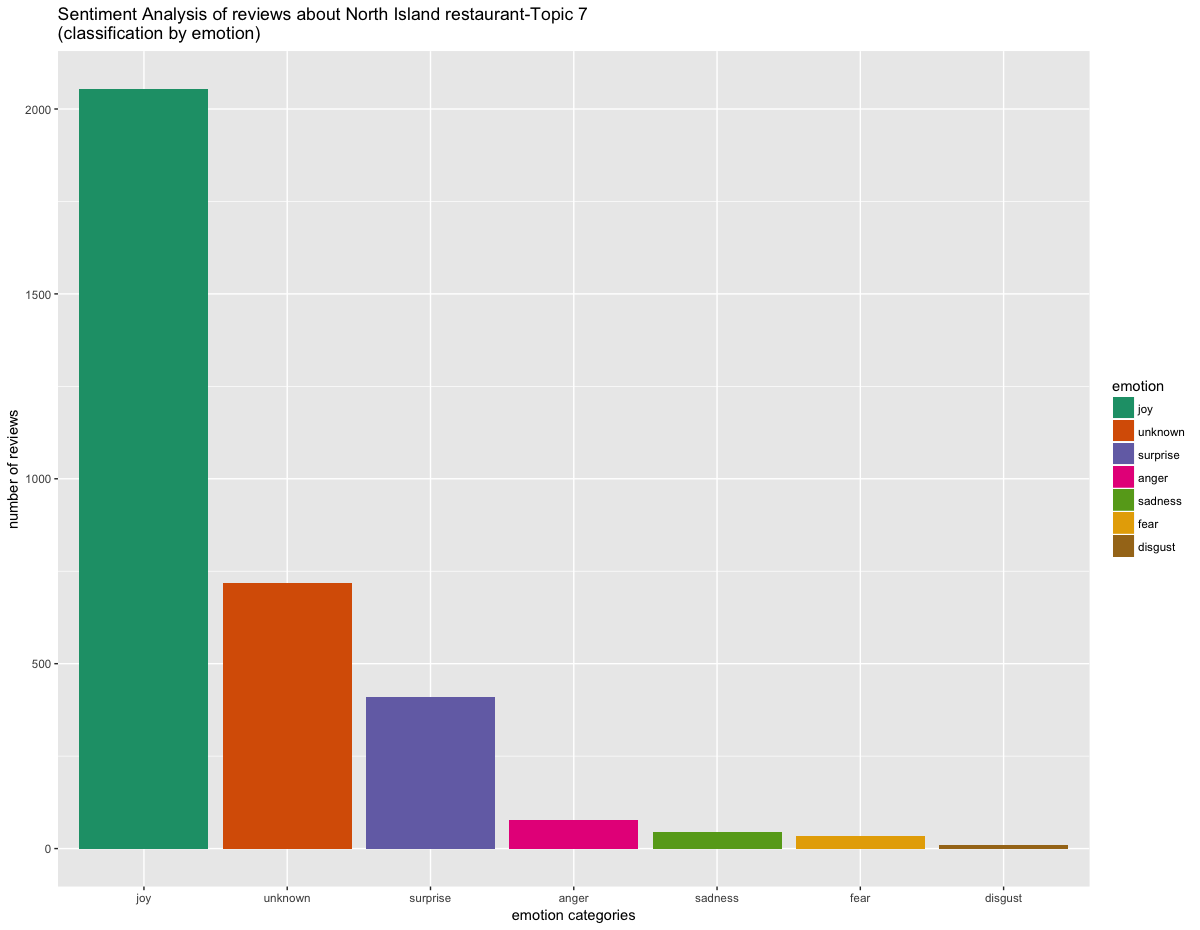 Sentiment Analysis of reviews about North Island restaurant-Topic 7
(classification by emotion)
number of reviews
2000
1500
1000
500
0
joy
unknown
surprise
anger
sadness
fear
disgust
emotion categories
emotion
joy
unknown
surprise
anger
sadness
fear
disgust